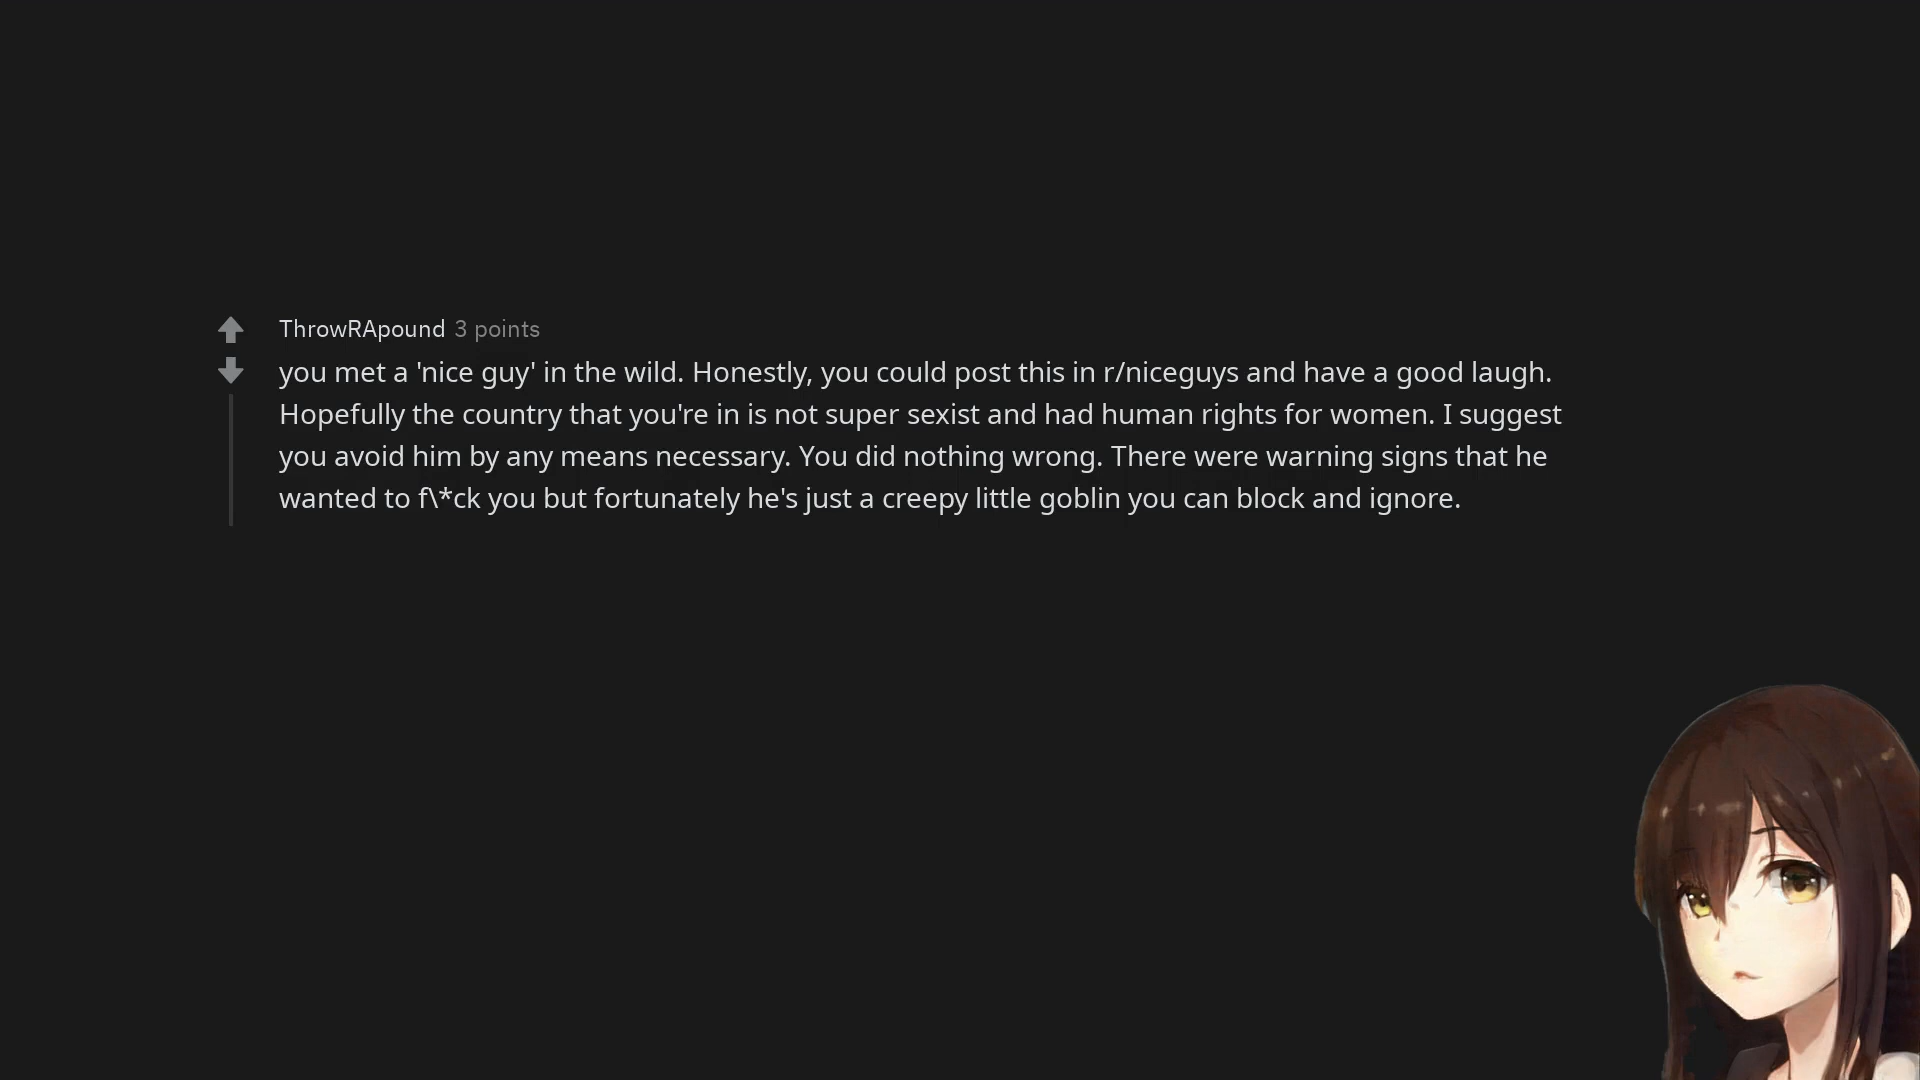 ThrowRApound 3 points
you met a 'nice guy' in the wild. Honestly, you could post this in r/niceguys and have a good laugh.
Hopefully the country that you're in is not super sexist and had human rights for women. I suggest
you avoid him by any means necessary. You did nothing wrong. There were warning signs that he
wanted to f\*ck you but fortunately he's just a creepy little goblin you can block and ignore.